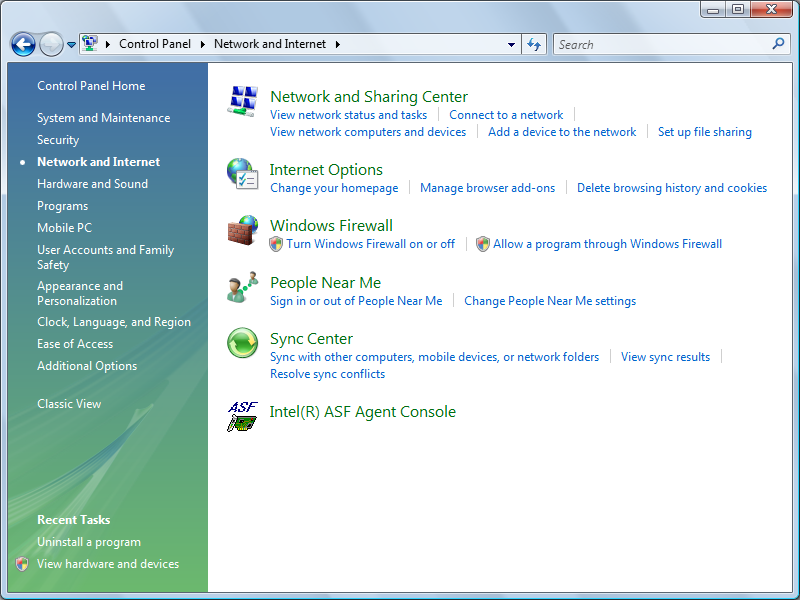 Control Panel Network and Internet Search
Control Panel Home
System and Maintenance
Security
Network and Internet
Hardware and Sound
Programs
Mobile PC
User Accounts and Family
Safety
Appearance and
Personalization
Clock, Language, and Region
Ease of Access
Additional Options
Classic View
Recent Tasks
Uninstall a program
View hardware and devices
Network and Sharing Center
View network status and tasks Connect to a network
View network computers and devices Add a device to the network Set up file sharing
Internet Options
Change your homepage Manage browser add-ons Delete browsing history and cookies
Windows Firewall
Turn Windows Firewall on or off Allow a program through Windows Firewall
People Near Me
Sign in or out of People Near Me Change People Near Me settings
Sync Center
Sync with other computers, mobile devices, or network folders View sync results
Resolve sync conflicts
ASF Intel(R) ASF Agent Console